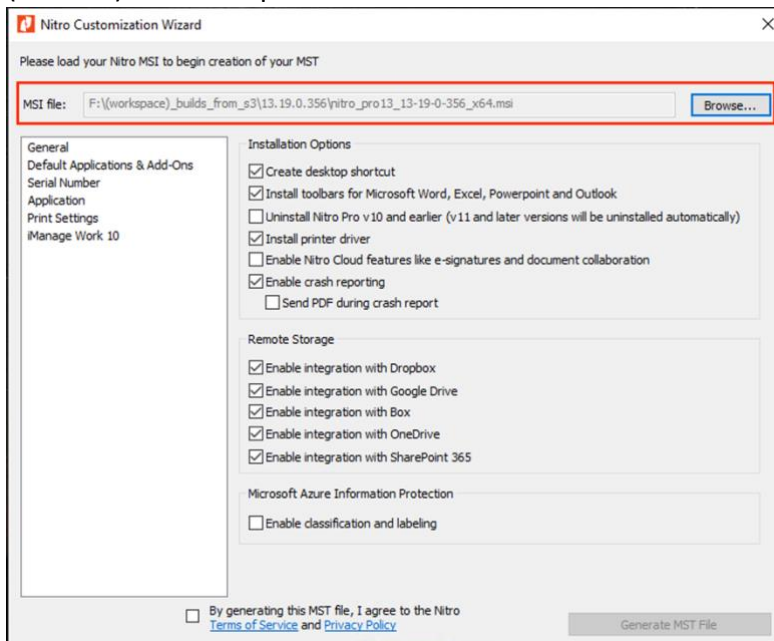 Nitro Customization Wizard
Please load your Nitro MSI to begin creation of your MST
MSI file: F:\(workspace)_builds_from_s3\13.19.0.356\nitro_pro13_13-19-0-356_x64.msi Browse...
General
Default Applications & Add-Ons
Serial Number
Application
Print Settings
iManage Work 10
Installation Options
Create desktop shortcut
Install toolbars for Microsoft Word, Excel, Powerpoint and Outlook
Uninstall Nitro Pro v10 and earlier (v11 and later versions will be uninstalled automatically)
Install printer driver
Enable Nitro Cloud features like e-signatures and document collaboration
Enable crash reporting
Send PDF during crash report
Remote Storage
Enable integration with Dropbox
Enable integration with Google Drive
Enable integration with Box
Enable integration with OneDrive
Enable integration with SharePoint 365
Microsoft Azure Information Protection
Enable classification and labeling
By generating this MST file, I agree to the Nitro
Terms of Service and Privacy Policy
Generate MST File